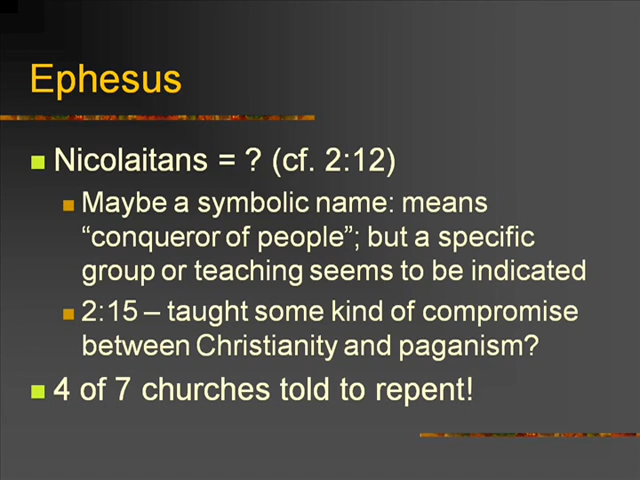 Ephesus
Nicolaitans = ? (cf. 2:12)
Maybe a symbolic name: means
“conqueror of people”; but a specific
group or teaching seems to be indicated
2:15 – taught some kind of compromise
between Christianity and paganism?
4 of 7 churches told to repent!